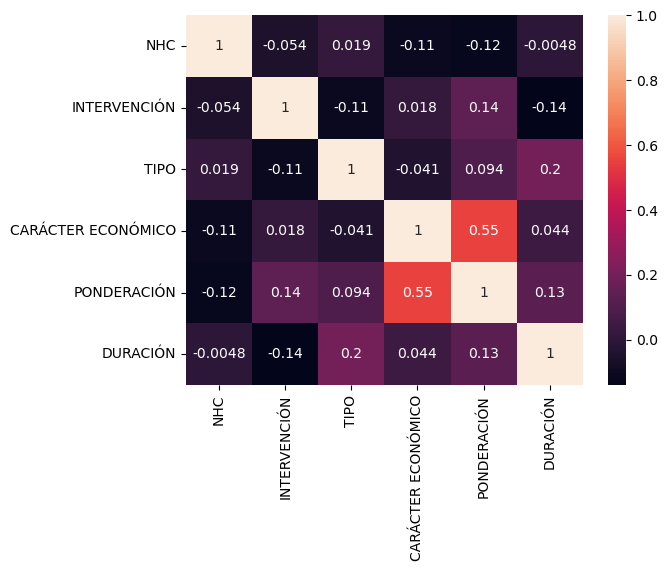 NHC 1 -0.054 0.019 -0.11 -0.12 -0.0048
INTERVENCIÓN -0.054 1 -0.11 0.018 0.14 -0.14
TIPO 0.019 -0.11 1 -0.041 0.094 0.2
CARÁCTER ECONÓMICO -0.11 0.018 -0.041 1 0.55 0.044
PONDERACIÓN -0.12 0.14 0.094 0.55 1 0.13
DURACIÓN -0.0048 -0.14 0.2 0.044 0.13 1
NHC
INTERVENCIÓN
TIPO
CARÁCTER ECONÓMICO
PONDERACIÓN
DURACIÓN
1.0
0.8
0.6
0.4
0.2
0.0